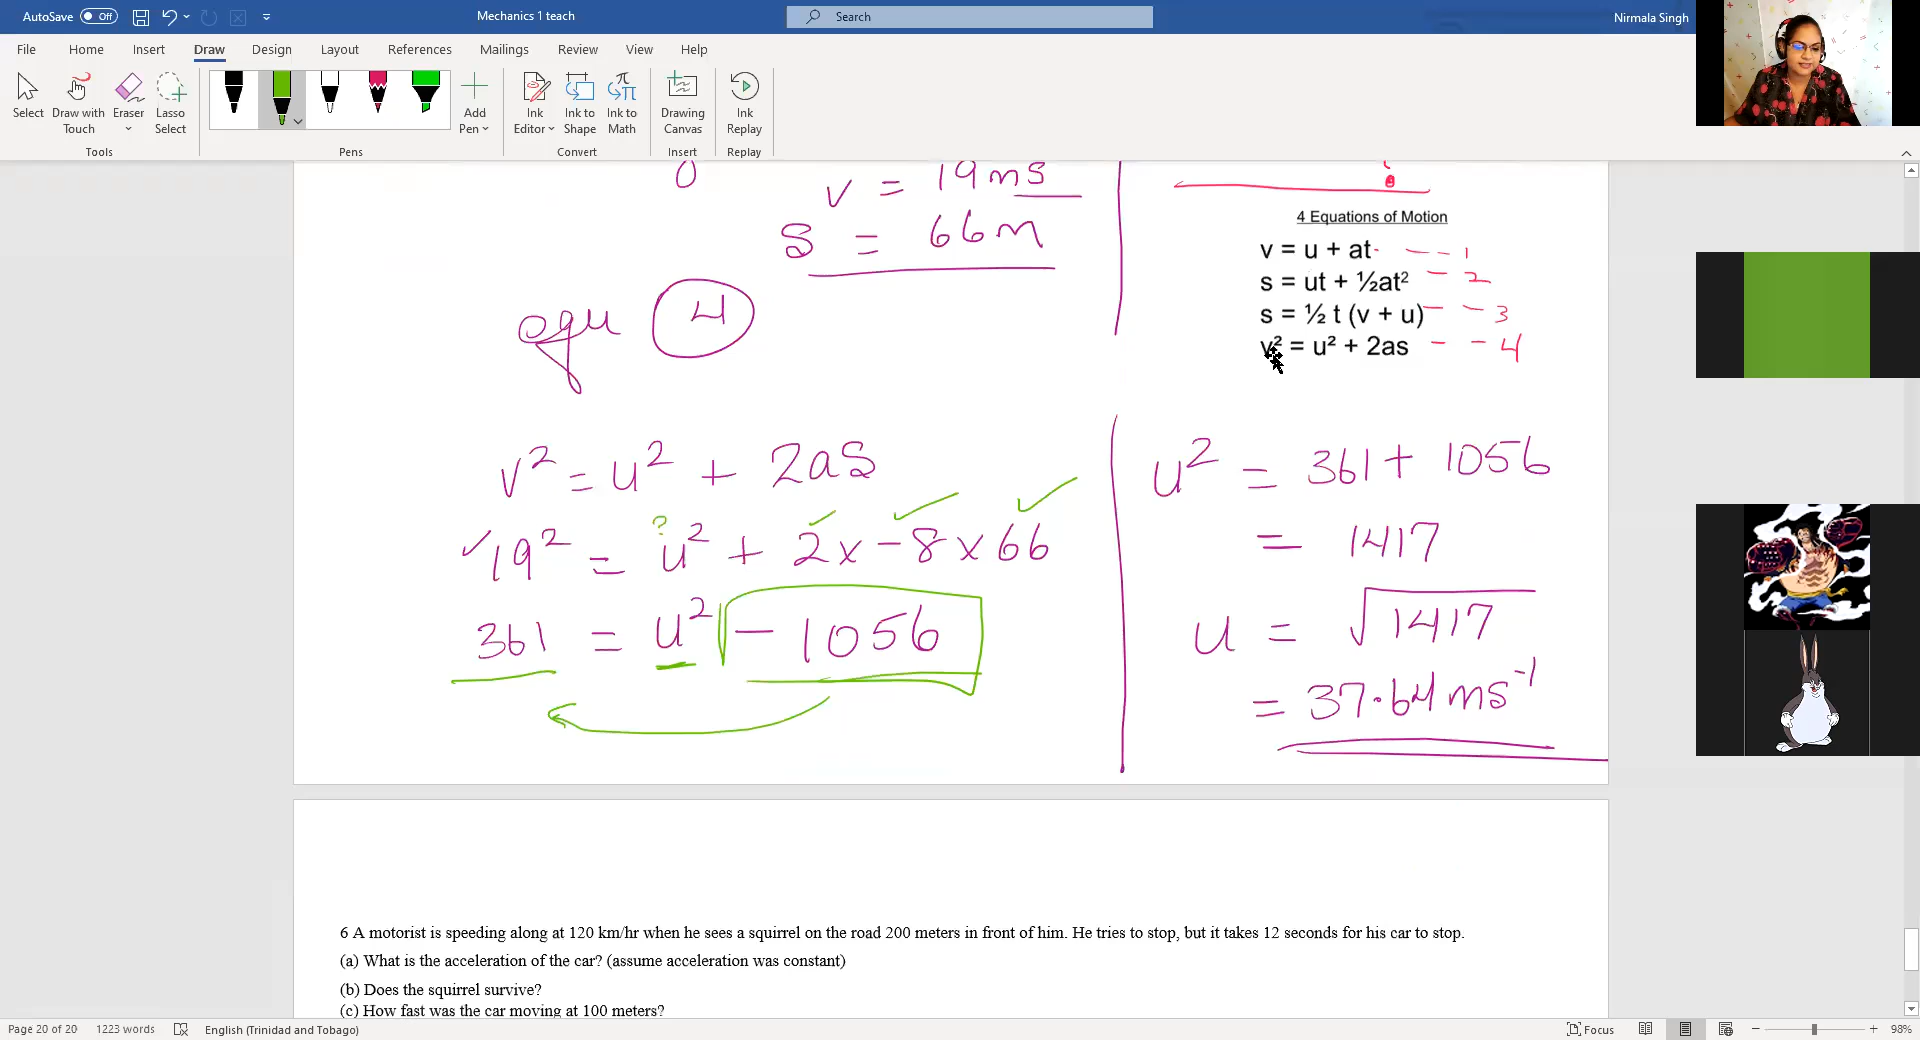 AutoSave Off Mechanics 1 teach Search Nirmala Singh
File Home Insert Draw Design Layout References Mailings Review View Help
Select Draw with Touch Eraser Lasso Select Add Pen Ink Editor Ink to Shape Ink to Math Drawing Canvas Ink Replay
Tools Pens Convert Insert Replay
v = 19ms
s = 66m
equ 4
4 Equations of Motion
v = u + at - - 1
s = ut + ½at² - - 2
s = ½ t (v + u) - - 3
v² = u² + 2as - - 4
v² = u² + 2as
?
19² = u² + 2x -8 x 66
361 = u² - 1056
u² = 361 + 1056
= 1417
u = √1417
= 37.64 ms⁻¹
6 A motorist is speeding along at 120 km/hr when he sees a squirrel on the road 200 meters in front of him. He tries to stop, but it takes 12 seconds for his car to stop.
(a) What is the acceleration of the car? (assume acceleration was constant)
(b) Does the squirrel survive?
(c) How fast was the car moving at 100 meters?
Page 20 of 20 1223 words English (Trinidad and Tobago) Focus 98%